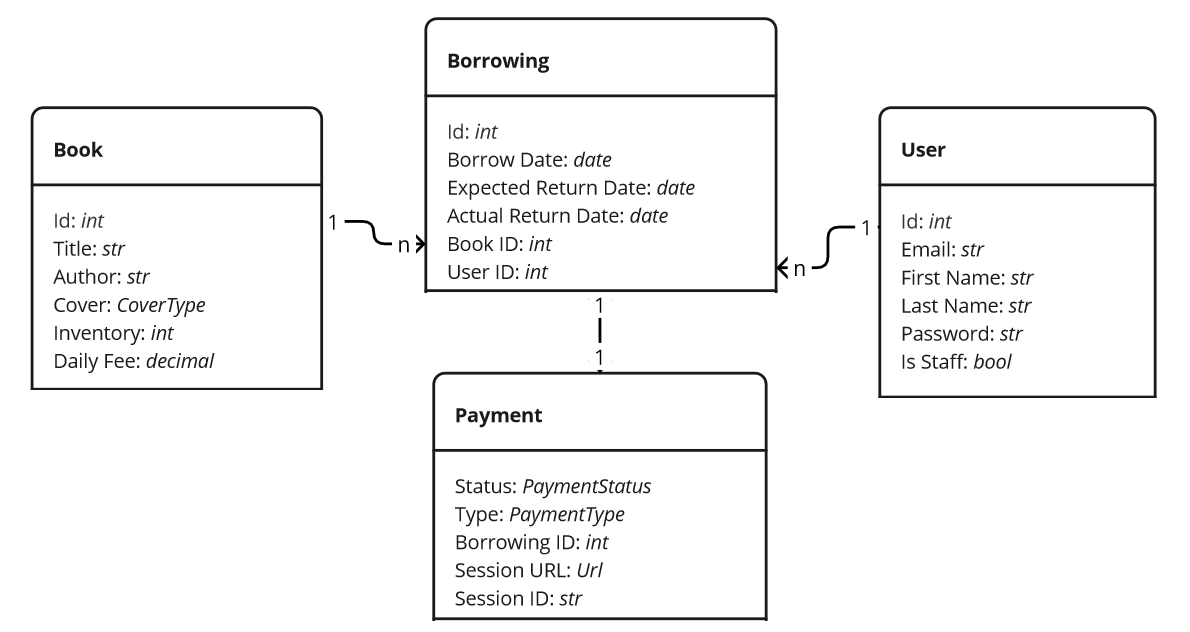 Borrowing
Id: int
Borrow Date: date
Expected Return Date: date
Actual Return Date: date
Book ID: int
User ID: int
Book
Id: int
Title: str
Author: str
Cover: CoverType
Inventory: int
Daily Fee: decimal
1
n
User
Id: int
Email: str
First Name: str
Last Name: str
Password: str
Is Staff: bool
1
n
1
1
Payment
Status: PaymentStatus
Type: PaymentType
Borrowing ID: int
Session URL: Url
Session ID: str